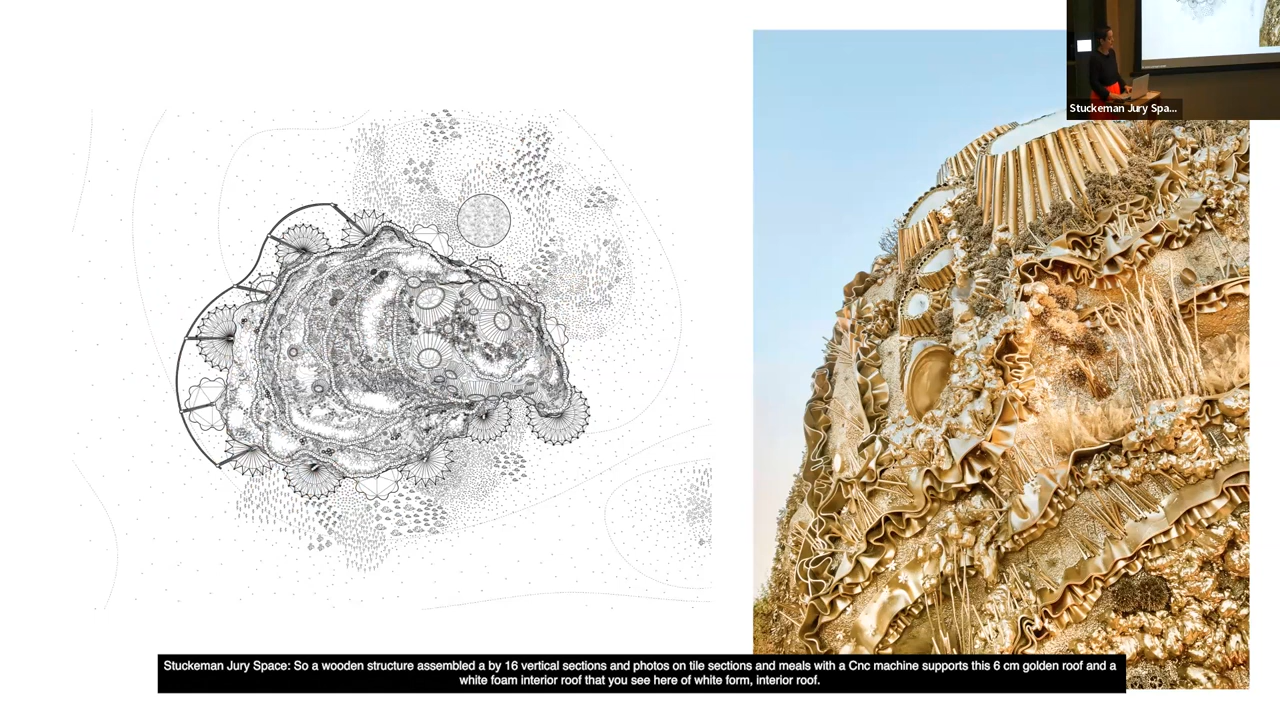 Stuckeman Jury Spa...
Stuckeman Jury Space: So a wooden structure assembled a by 16 vertical sections and photos on tile sections and meals with a Cnc machine supports this 6 cm golden roof and a
white foam interior roof that you see here of white form, interior roof.